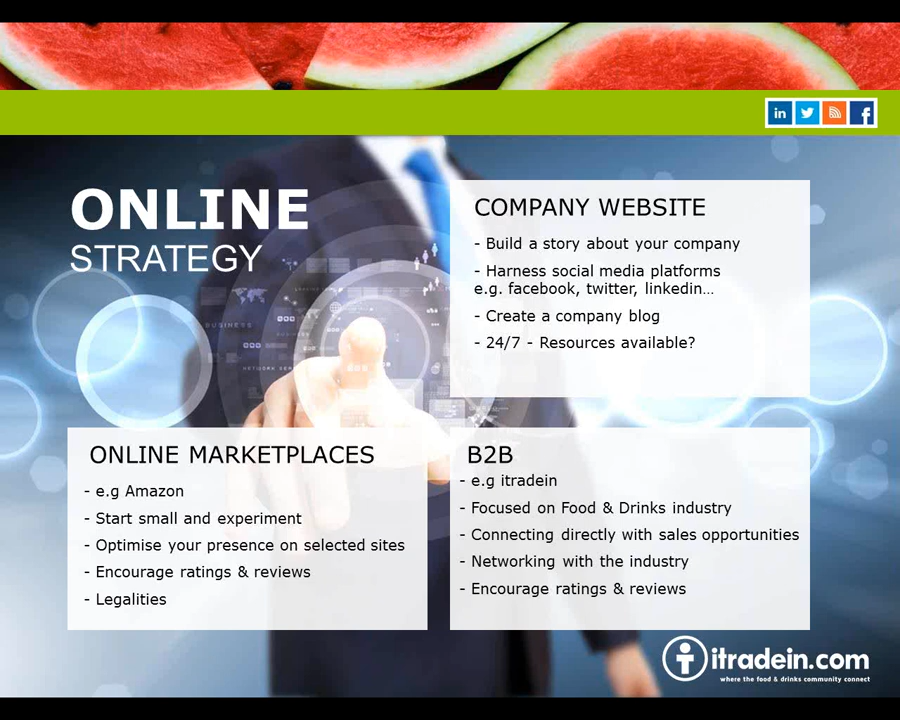 ONLINE
STRATEGY
COMPANY WEBSITE
- Build a story about your company
- Harness social media platforms
e.g. facebook, twitter, linkedin...
- Create a company blog
- 24/7 - Resources available?
BUSINESS
ONLINE MARKETPLACES
- e.g Amazon
- Start small and experiment
- Optimise your presence on selected sites
- Encourage ratings & reviews
- Legalities
B2B
- e.g itradein
- Focused on Food & Drinks industry
- Connecting directly with sales opportunities
- Networking with the industry
- Encourage ratings & reviews
itradein.com
where the food & drinks community connect